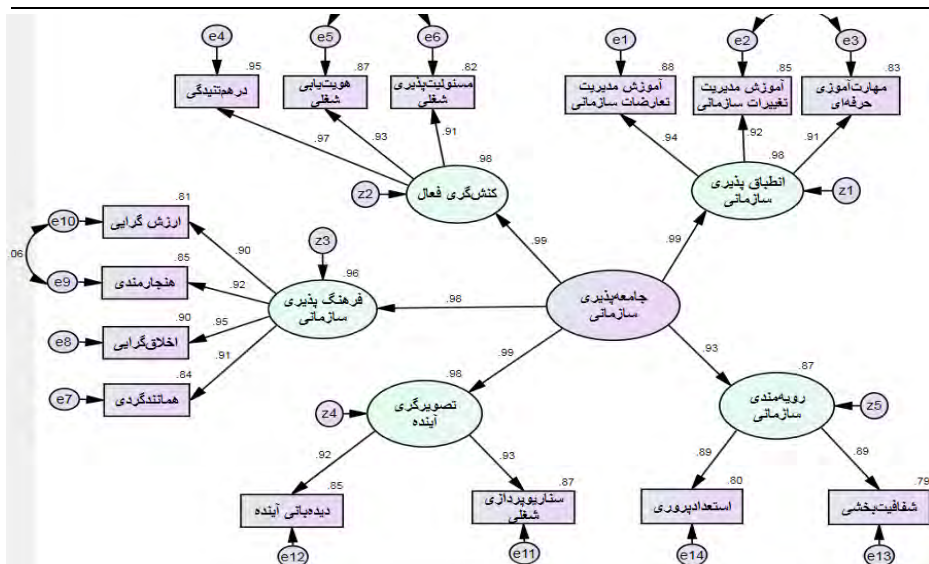 e4
e5
e6
e1
e2
e3
.95
درهم‌تنیدگی
.87
هویت‌یابی
شغلی
.82
مسئولیت‌پذیری
شغلی
.88
آموزش مدیریت
تعارضات سازمانی
.85
آموزش مدیریت
تغییرات سازمانی
.83
مهارت‌آموزی
حرفه‌ای
.97
.93
.91
.94
.92
.91
z2
.98
کنش‌گری فعال
.98
انطباق پذیری
سازمانی
z1
.99
.99
.06
e10
.81
ارزش گرایی
e9
.85
هنجارمندی
e8
.90
اخلاق‌گرایی
e7
.84
همانندگردی
.90
.92
.95
.91
z3
.96
فرهنگ پذیری
سازمانی
.98
جامعه‌پذیری
سازمانی
.99
.93
z4
.98
تصویرگری
آینده
.87
رویه‌مندی
سازمانی
z5
.92
.93
.89
.89
.85
دیده‌بانی آینده
.87
سناریوپردازی
شغلی
.80
استعدادپروری
.79
شفافیت‌بخشی
e12
e11
e14
e13